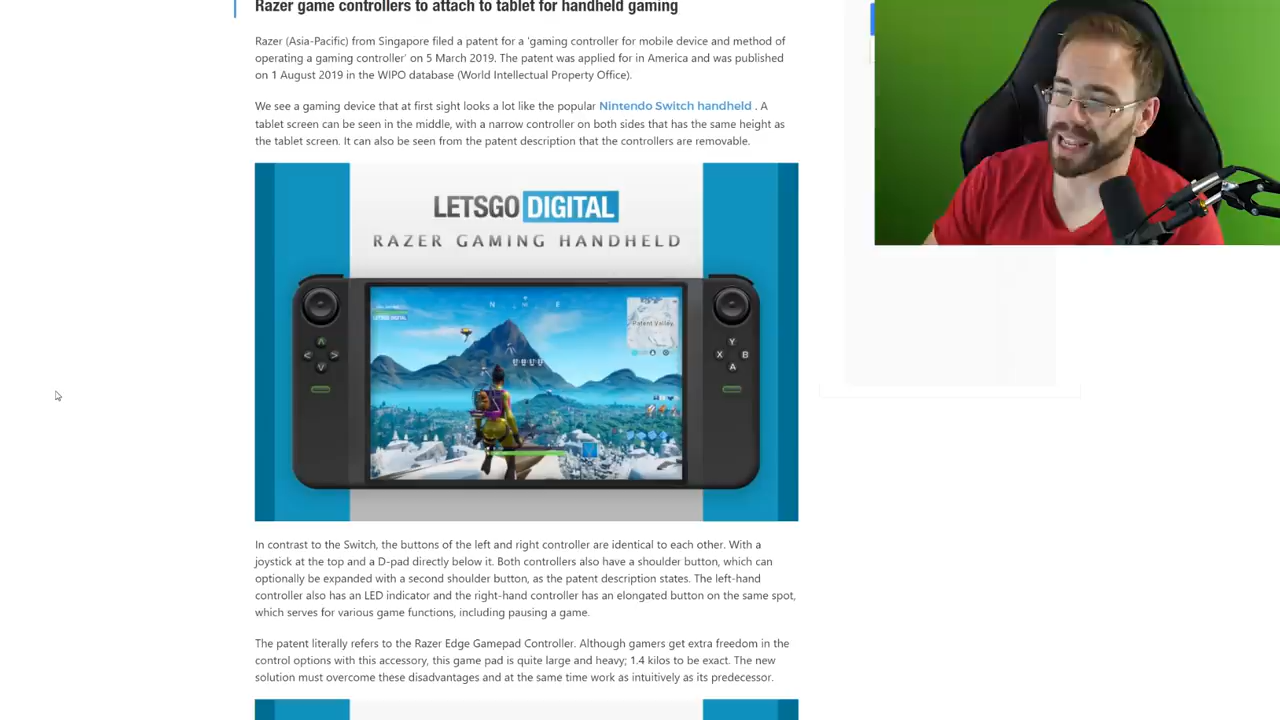 Razer game controllers to attach to tablet for handheld gaming
Razer (Asia-Pacific) from Singapore filed a patent for a 'gaming controller for mobile device and method of
operating a gaming controller' on 5 March 2019. The patent was applied for in America and was published
on 1 August 2019 in the WIPO database (World Intellectual Property Office).
We see a gaming device that at first sight looks a lot like the popular Nintendo Switch handheld . A
tablet screen can be seen in the middle, with a narrow controller on both sides that has the same height as
the tablet screen. It can also be seen from the patent description that the controllers are removable.
LETSGO DIGITAL
RAZER GAMING HANDHELD
N E
LETSGO DIGITAL
Patent Valley
A
< >
V
Y
X B
A
In contrast to the Switch, the buttons of the left and right controller are identical to each other. With a
joystick at the top and a D-pad directly below it. Both controllers also have a shoulder button, which can
optionally be expanded with a second shoulder button, as the patent description states. The left-hand
controller also has an LED indicator and the right-hand controller has an elongated button on the same spot,
which serves for various game functions, including pausing a game.
The patent literally refers to the Razer Edge Gamepad Controller. Although gamers get extra freedom in the
control options with this accessory, this game pad is quite large and heavy; 1.4 kilos to be exact. The new
solution must overcome these disadvantages and at the same time work as intuitively as its predecessor.